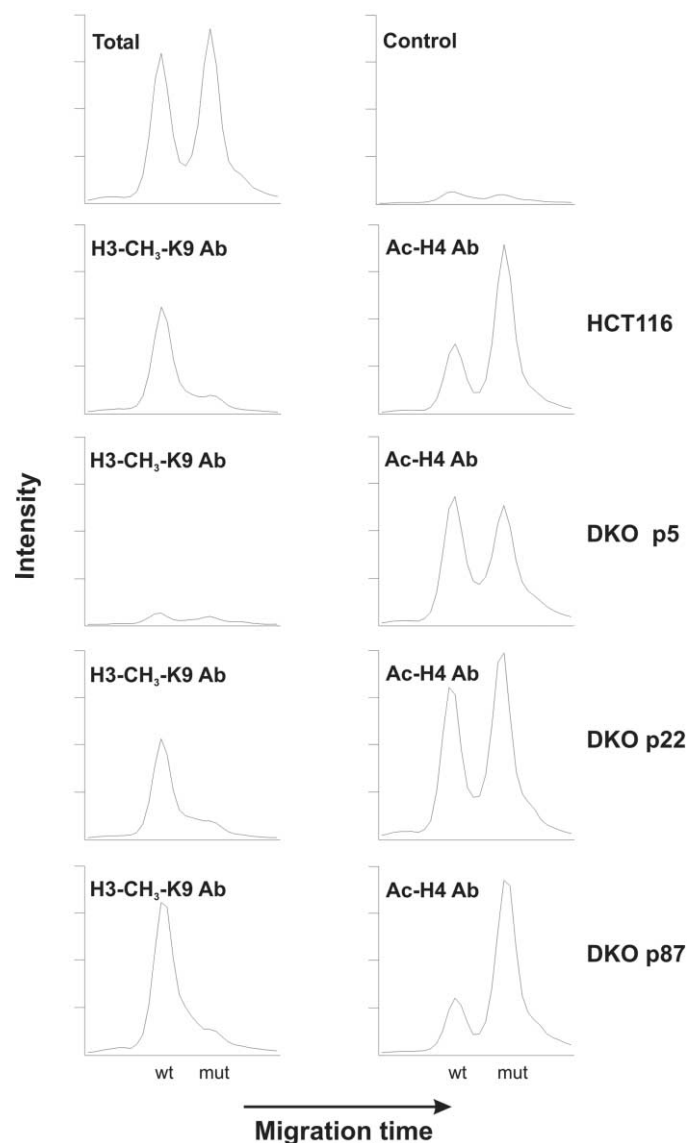 Total
Control
H3-CH₃-K9 Ab
Ac-H4 Ab
HCT116
H3-CH₃-K9 Ab
Ac-H4 Ab
DKO p5
H3-CH₃-K9 Ab
Ac-H4 Ab
DKO p22
H3-CH₃-K9 Ab
Ac-H4 Ab
DKO p87
Intensity
wt mut
wt mut
Migration time